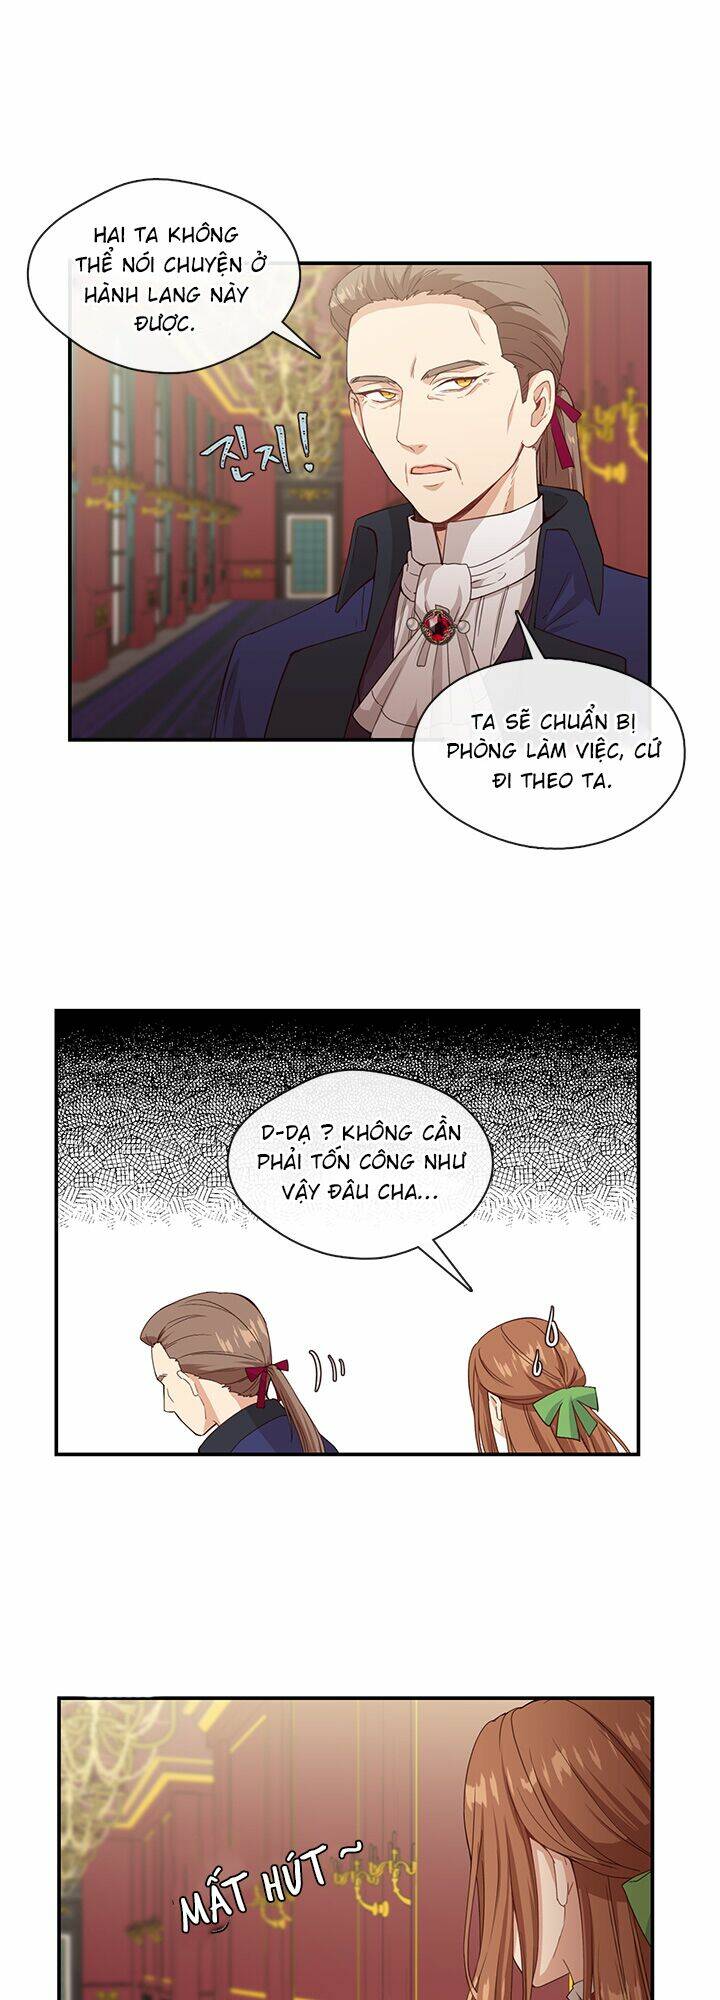 HAI TA KHÔNG
THỂ NÓI CHUYỆN Ở
HÀNH LANG NÀY
ĐƯỢC.
진지!
TA SẼ CHUẨN BỊ
PHÒNG LÀM VIỆC, CỨ
ĐI THEO TA.
D-DẠ ? KHÔNG CẦN
PHẢI TỐN CÔNG NHƯ
VẬY ĐÂU CHA...
MẤT HÚT ~